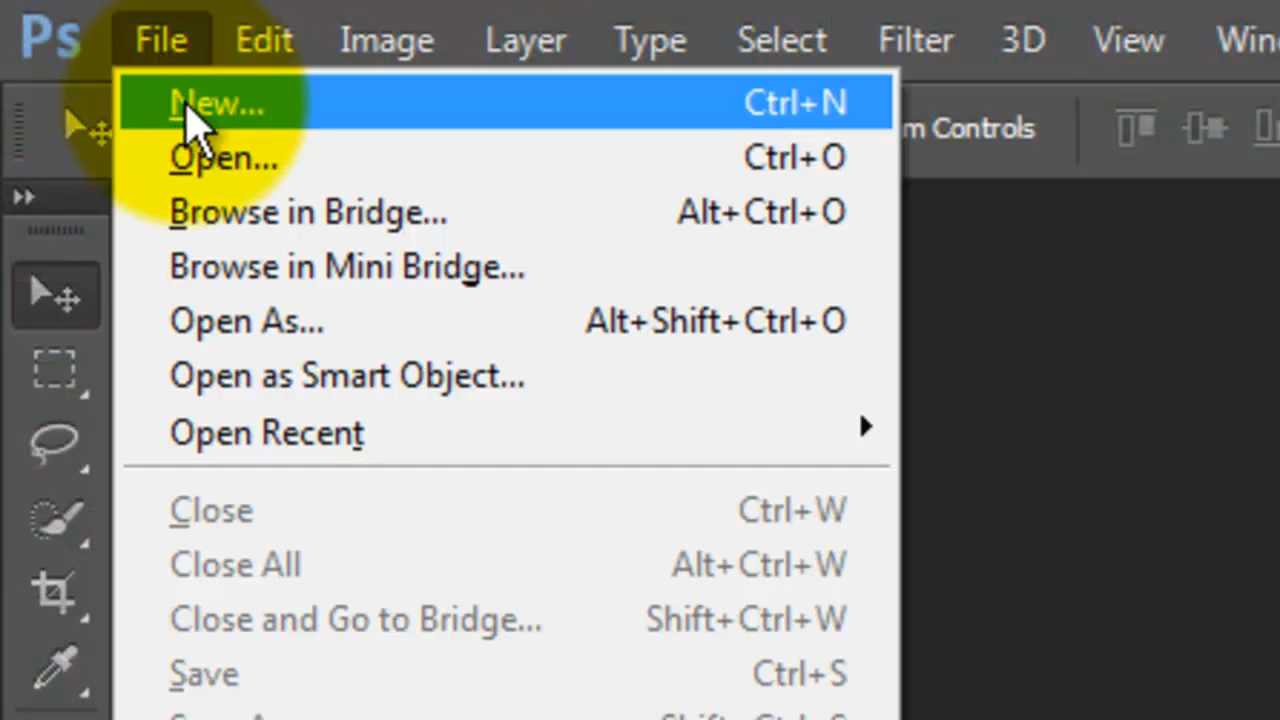 Ps File Edit Image Layer Type Select Filter 3D View
New... Ctrl+N
m Controls
Open... Ctrl+O
Browse in Bridge... Alt+Ctrl+O
Browse in Mini Bridge...
Open As... Alt+Shift+Ctrl+O
Open as Smart Object...
Open Recent
Close Ctrl+W
Close All Alt+Ctrl+W
Close and Go to Bridge... Shift+Ctrl+W
Save Ctrl+S